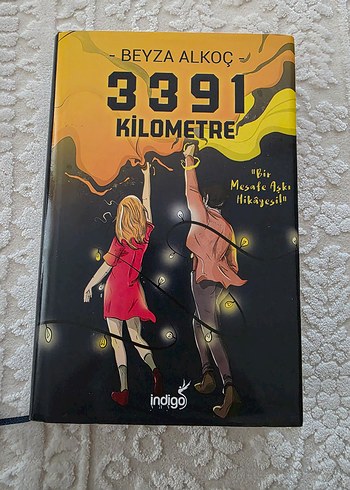 - BEYZA ALKOÇ -
3391
KİLOMETRE
"Bir
Mesafe Aşkı
Hikâyesi!"
indigo